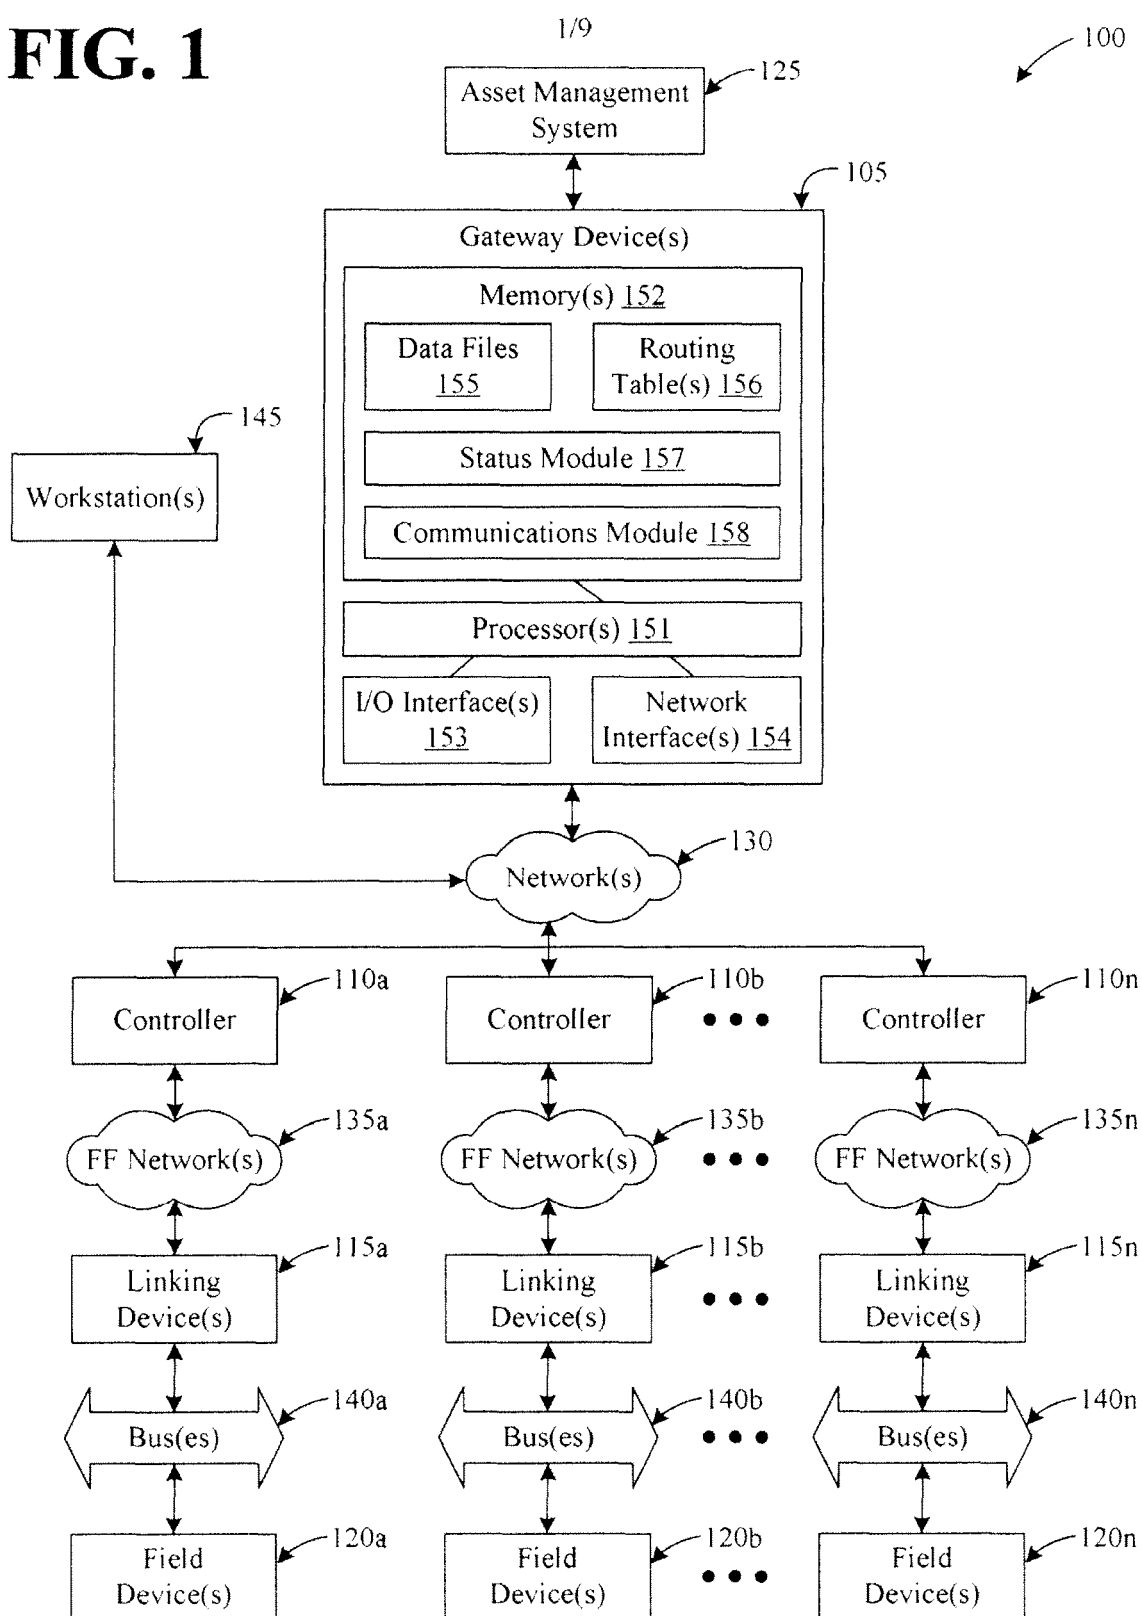 FIG. 1
1/9
100
125
Asset Management
System
105
Gateway Device(s)
Memory(s) 152
Data Files
155
Routing
Table(s) 156
145
Status Module 157
Workstation(s)
Communications Module 158
Processor(s) 151
I/O Interface(s)
153
Network
Interface(s) 154
130
Network(s)
110a
110b
110n
Controller
Controller
Controller
135a
135b
135n
FF Network(s)
FF Network(s)
FF Network(s)
115a
115b
115n
Linking
Device(s)
Linking
Device(s)
Linking
Device(s)
140a
140b
140n
Bus(es)
Bus(es)
Bus(es)
120a
120b
120n
Field
Device(s)
Field
Device(s)
Field
Device(s)